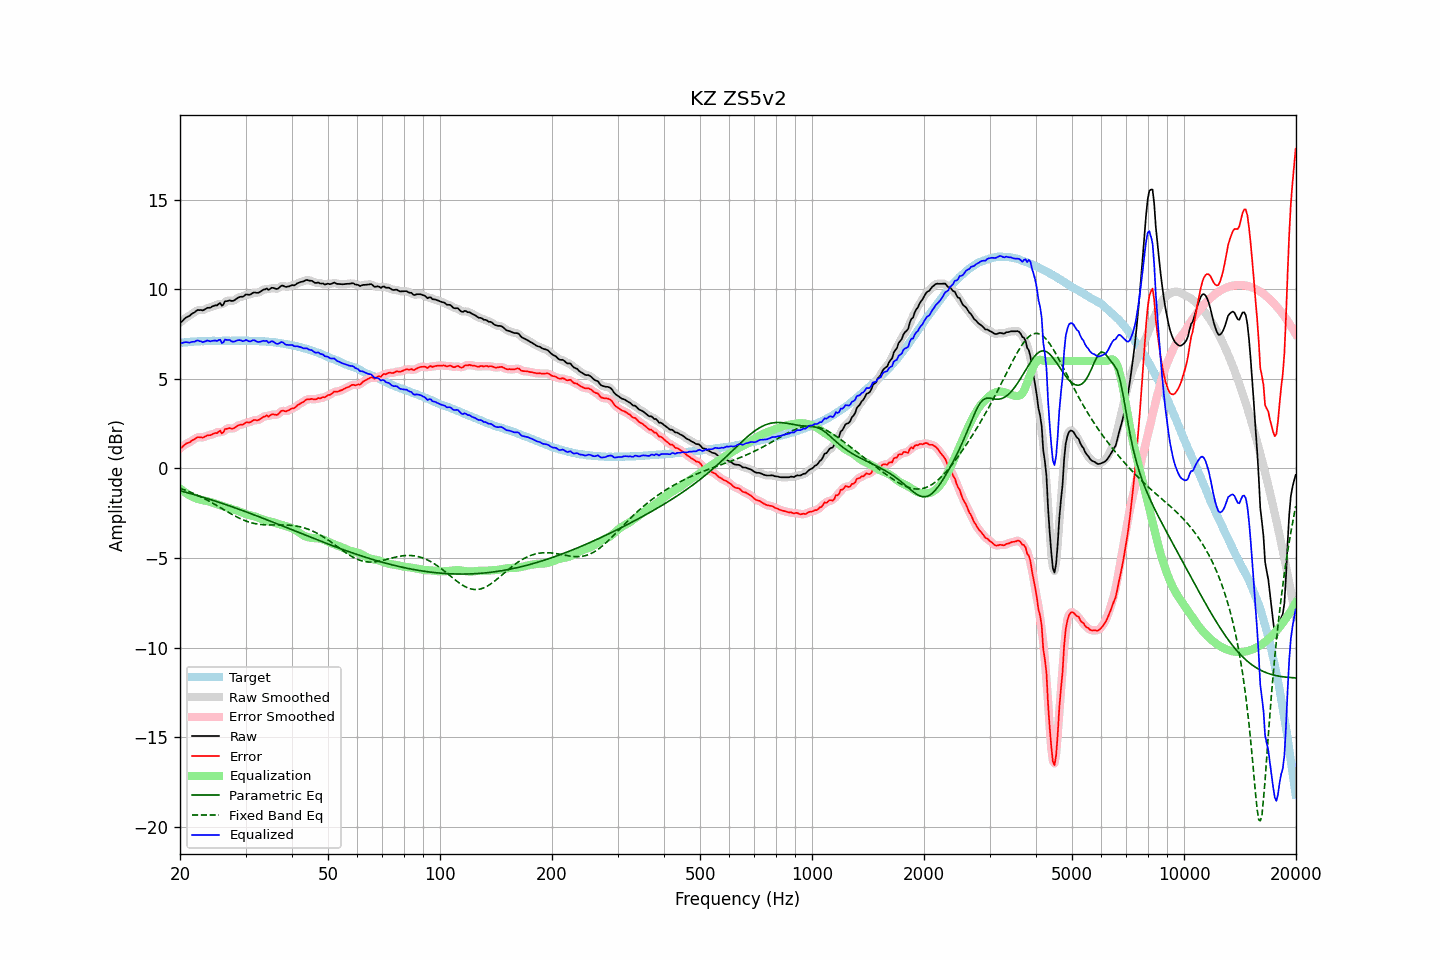 KZ ZS5v2
Amplitude (dBr)
15
10
5
0
−5
−10
−15
−20
Target
Raw Smoothed
Error Smoothed
Raw
Error
Equalization
Parametric Eq
Fixed Band Eq
Equalized
20 50 100 200 500 1000 2000 5000 10000 20000
Frequency (Hz)